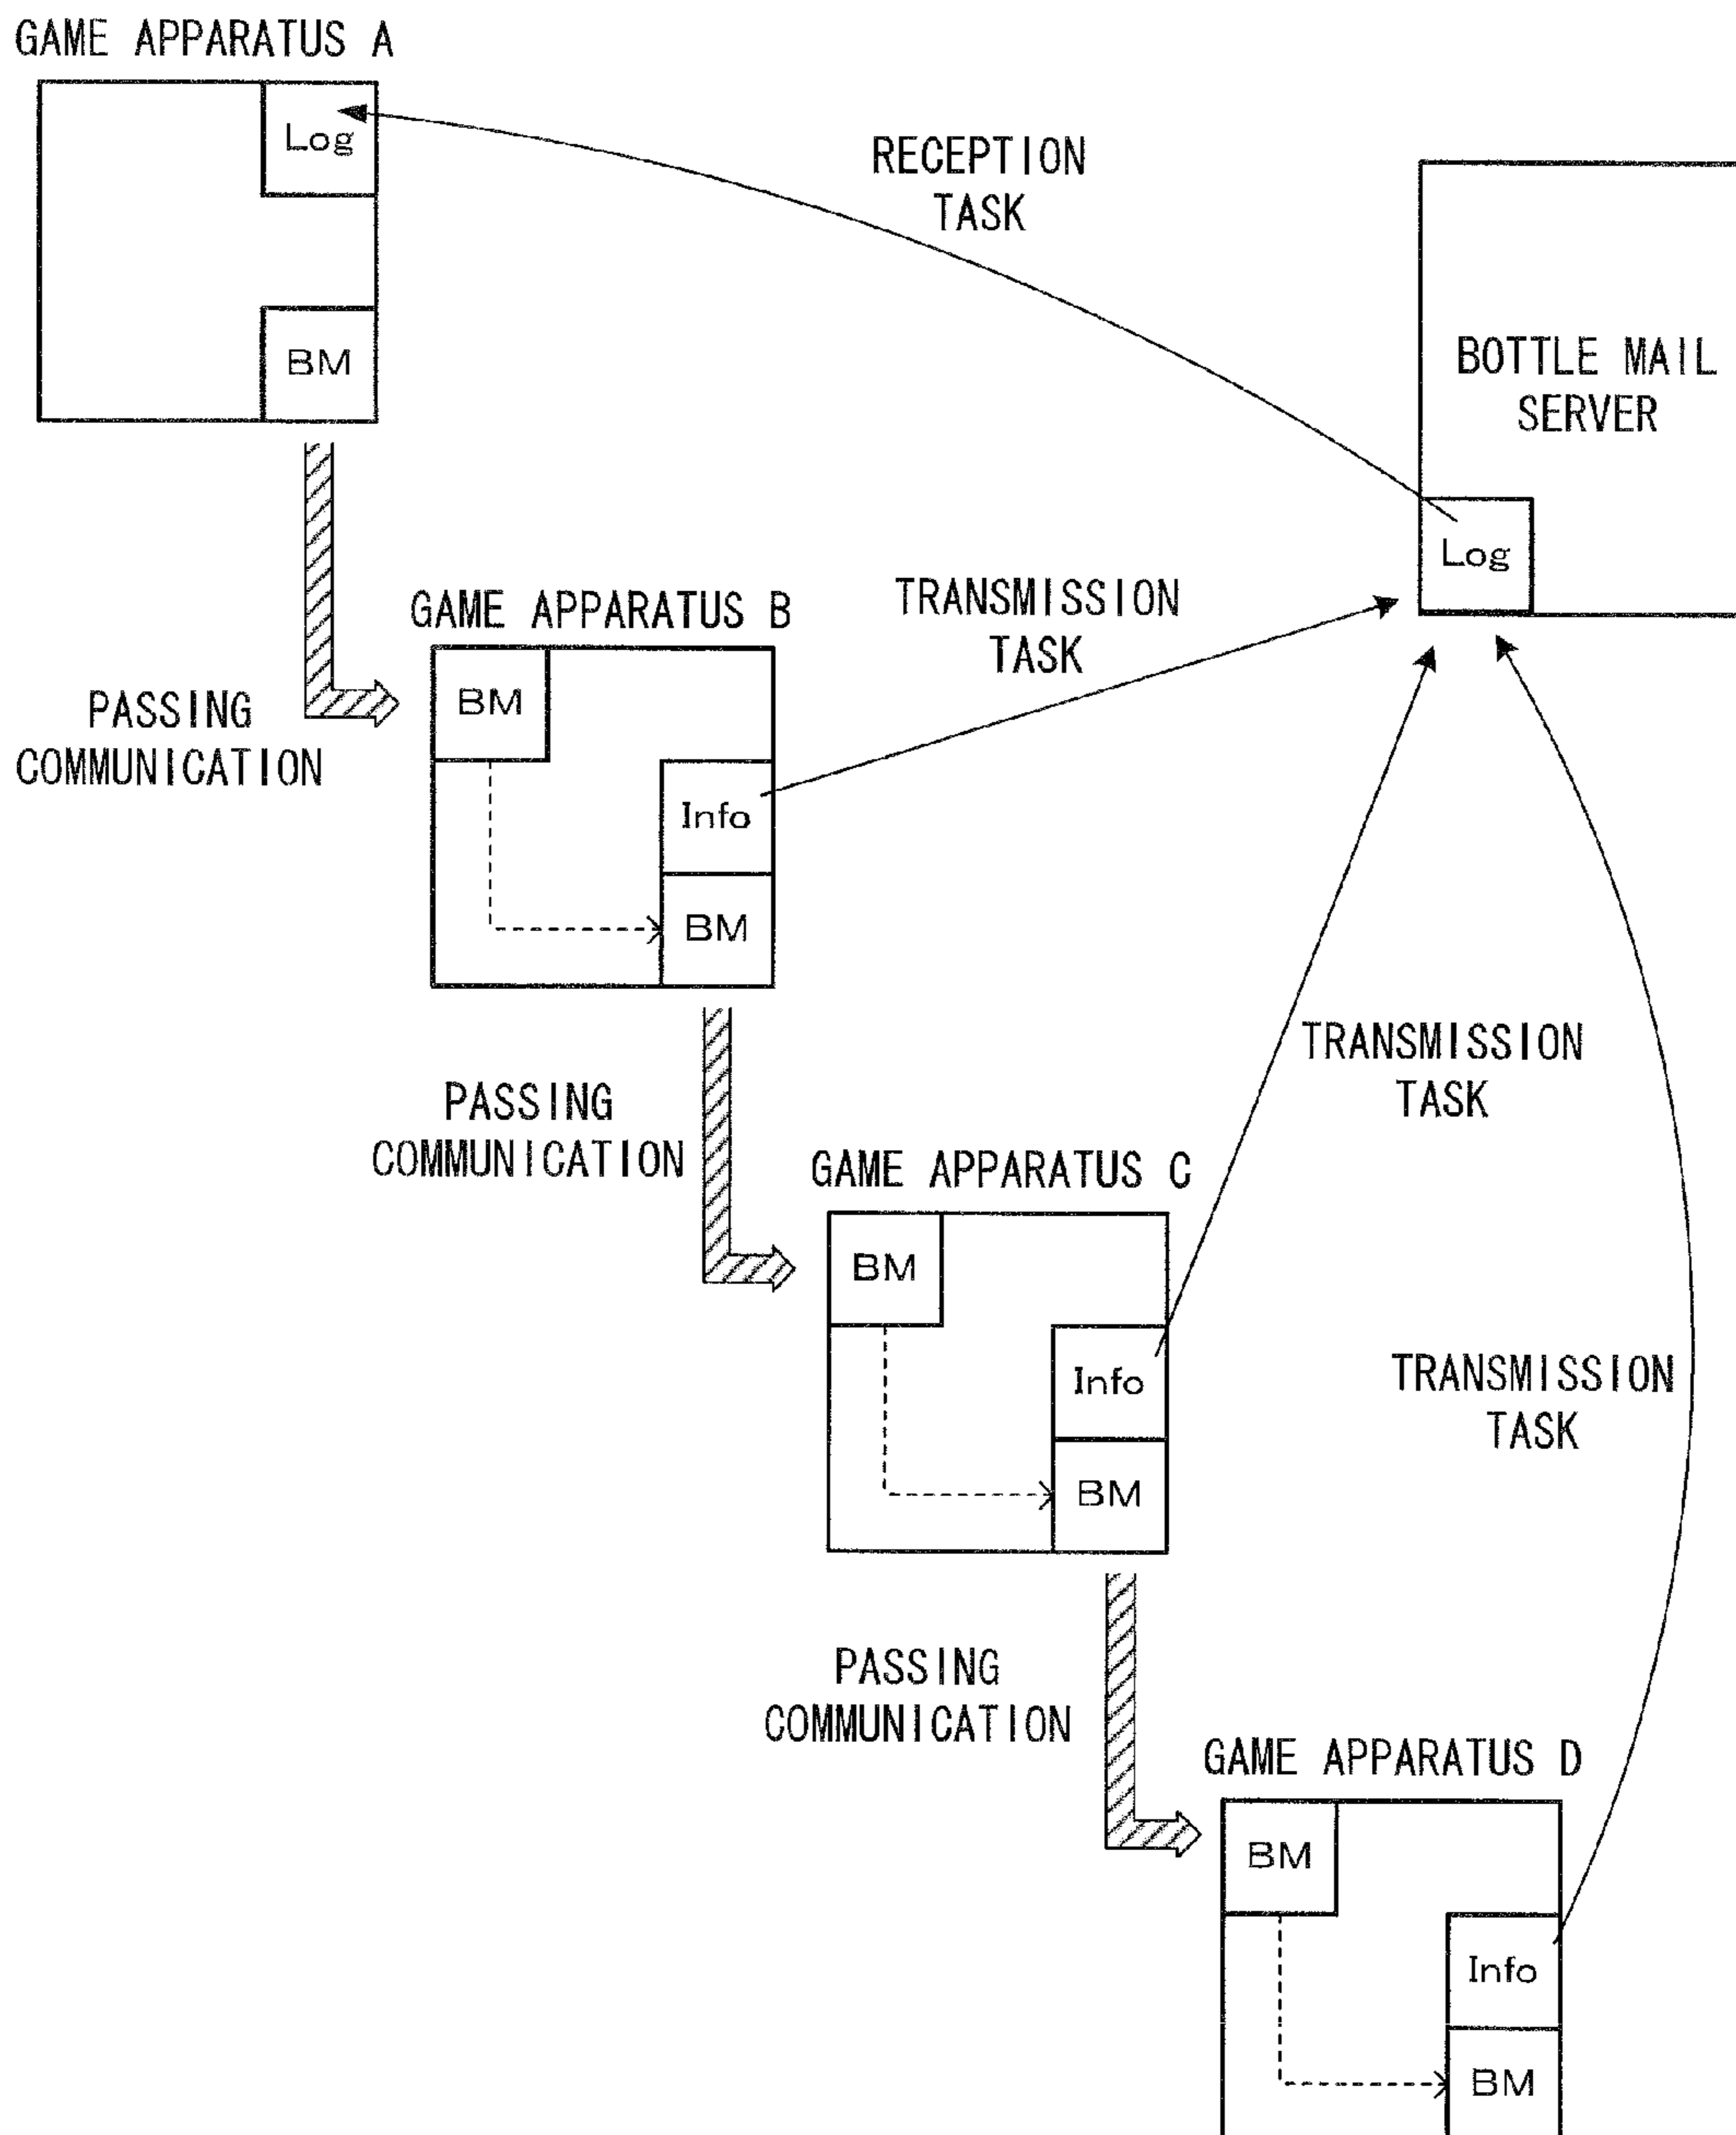 GAME APPARATUS A
Log
BM
RECEPTION
TASK
BOTTLE MAIL
SERVER
Log
PASSING
COMMUNICATION
GAME APPARATUS B
BM
Info
BM
TRANSMISSION
TASK
PASSING
COMMUNICATION
GAME APPARATUS C
BM
Info
BM
TRANSMISSION
TASK
TRANSMISSION
TASK
PASSING
COMMUNICATION
GAME APPARATUS D
BM
Info
BM